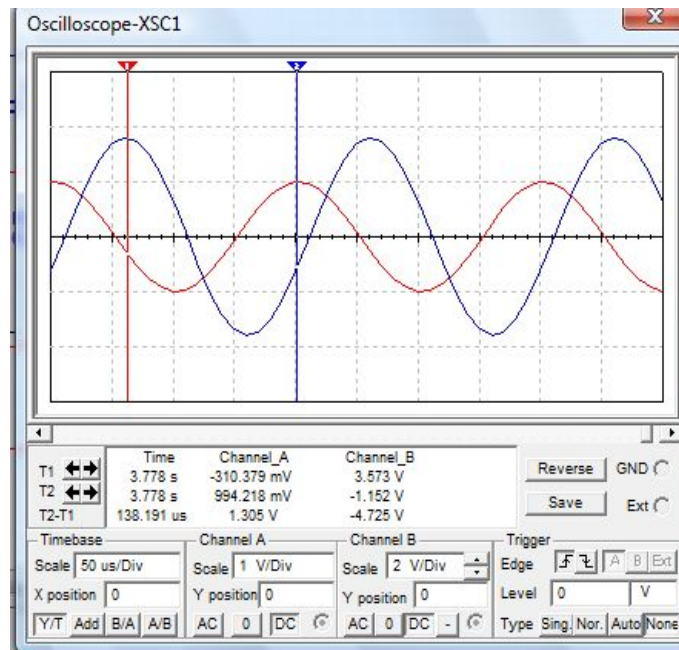 Oscilloscope-XSC1
1 2
Time Channel_A Channel_B
T1 3.778 s -310.379 mV 3.573 V
T2 3.778 s 994.218 mV -1.152 V
T2-T1 138.191 us 1.305 V -4.725 V
Reverse GND
Save Ext
Timebase Channel A Channel B Trigger
Scale 50 us/Div Scale 1 V/Div Scale 2 V/Div Edge A B Ext
X position 0 Y position 0 Y position 0 Level 0 V
Y/T Add B/A A/B AC 0 DC AC 0 DC - Type Sing. Nor. Auto None